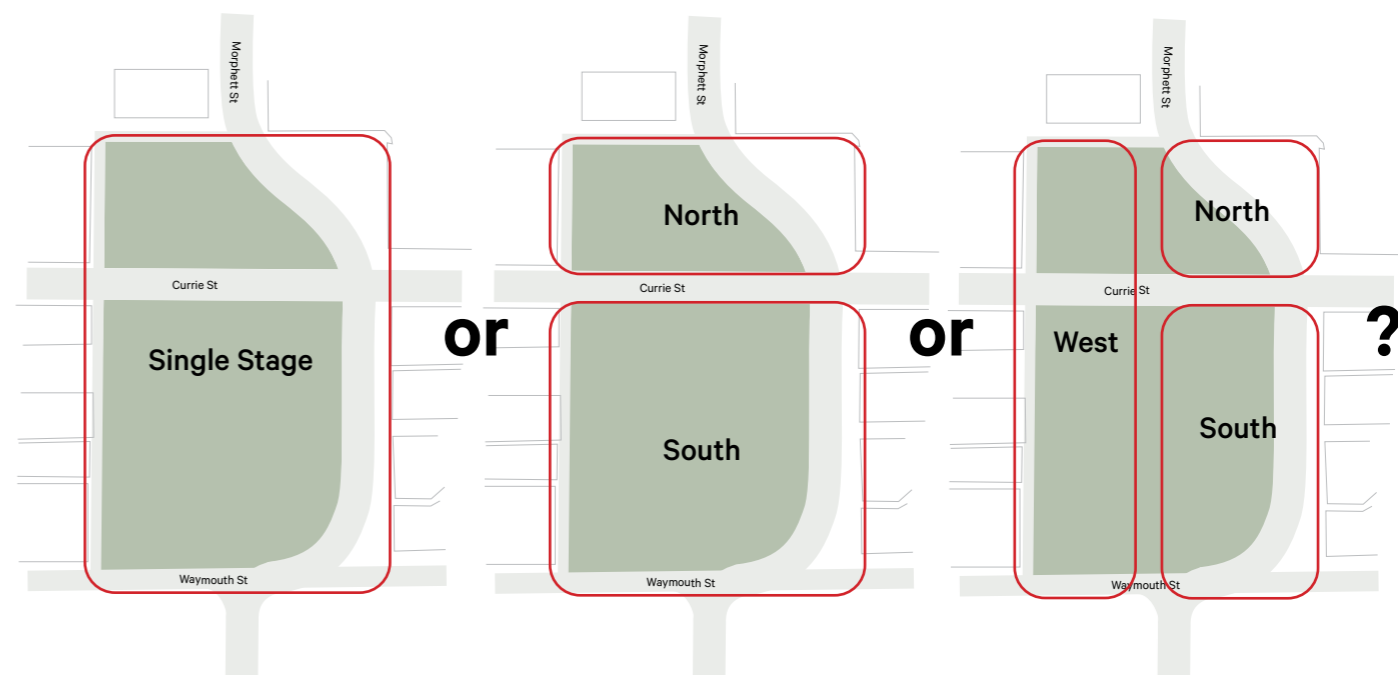 Morphett St
Currie St
Single Stage
Waymouth St
or
Morphett St
North
Currie St
South
Waymouth St
or
Morphett St
North
Currie St
West
South
Waymouth St
?